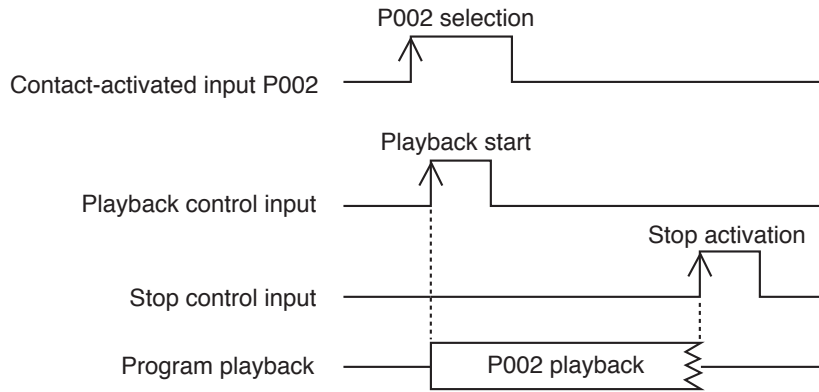 P002 selection
Contact-activated input P002
Playback start
Playback control input
Stop activation
Stop control input
Program playback
P002 playback